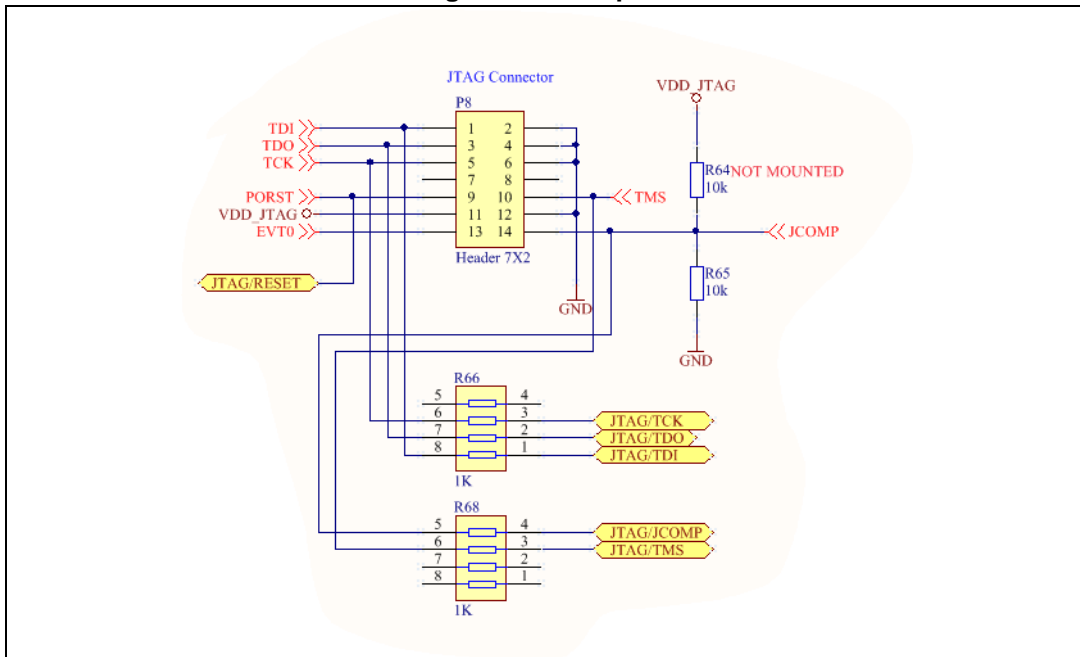 JTAG Connector
VDD_JTAG
P8
TDI 1 2
TDO 3 4
TCK 5 6
7 8
R64 NOT MOUNTED
10k
PORST 9 10 TMS
VDD_JTAG 11 12
EVT0 13 14 JCOMP
Header 7X2
JTAG/RESET
R65
10k
GND
GND
R66
5 4
6 3 JTAG/TCK
7 2 JTAG/TDO
8 1 JTAG/TDI
1K
R68
5 4 JTAG/JCOMP
6 3 JTAG/TMS
7 2
8 1
1K